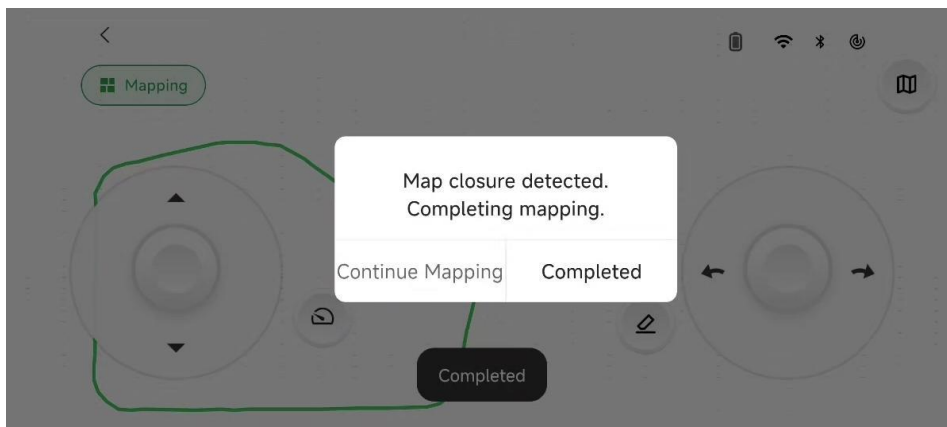 Mapping
Map closure detected.
Completing mapping.
Continue Mapping
Completed
Completed